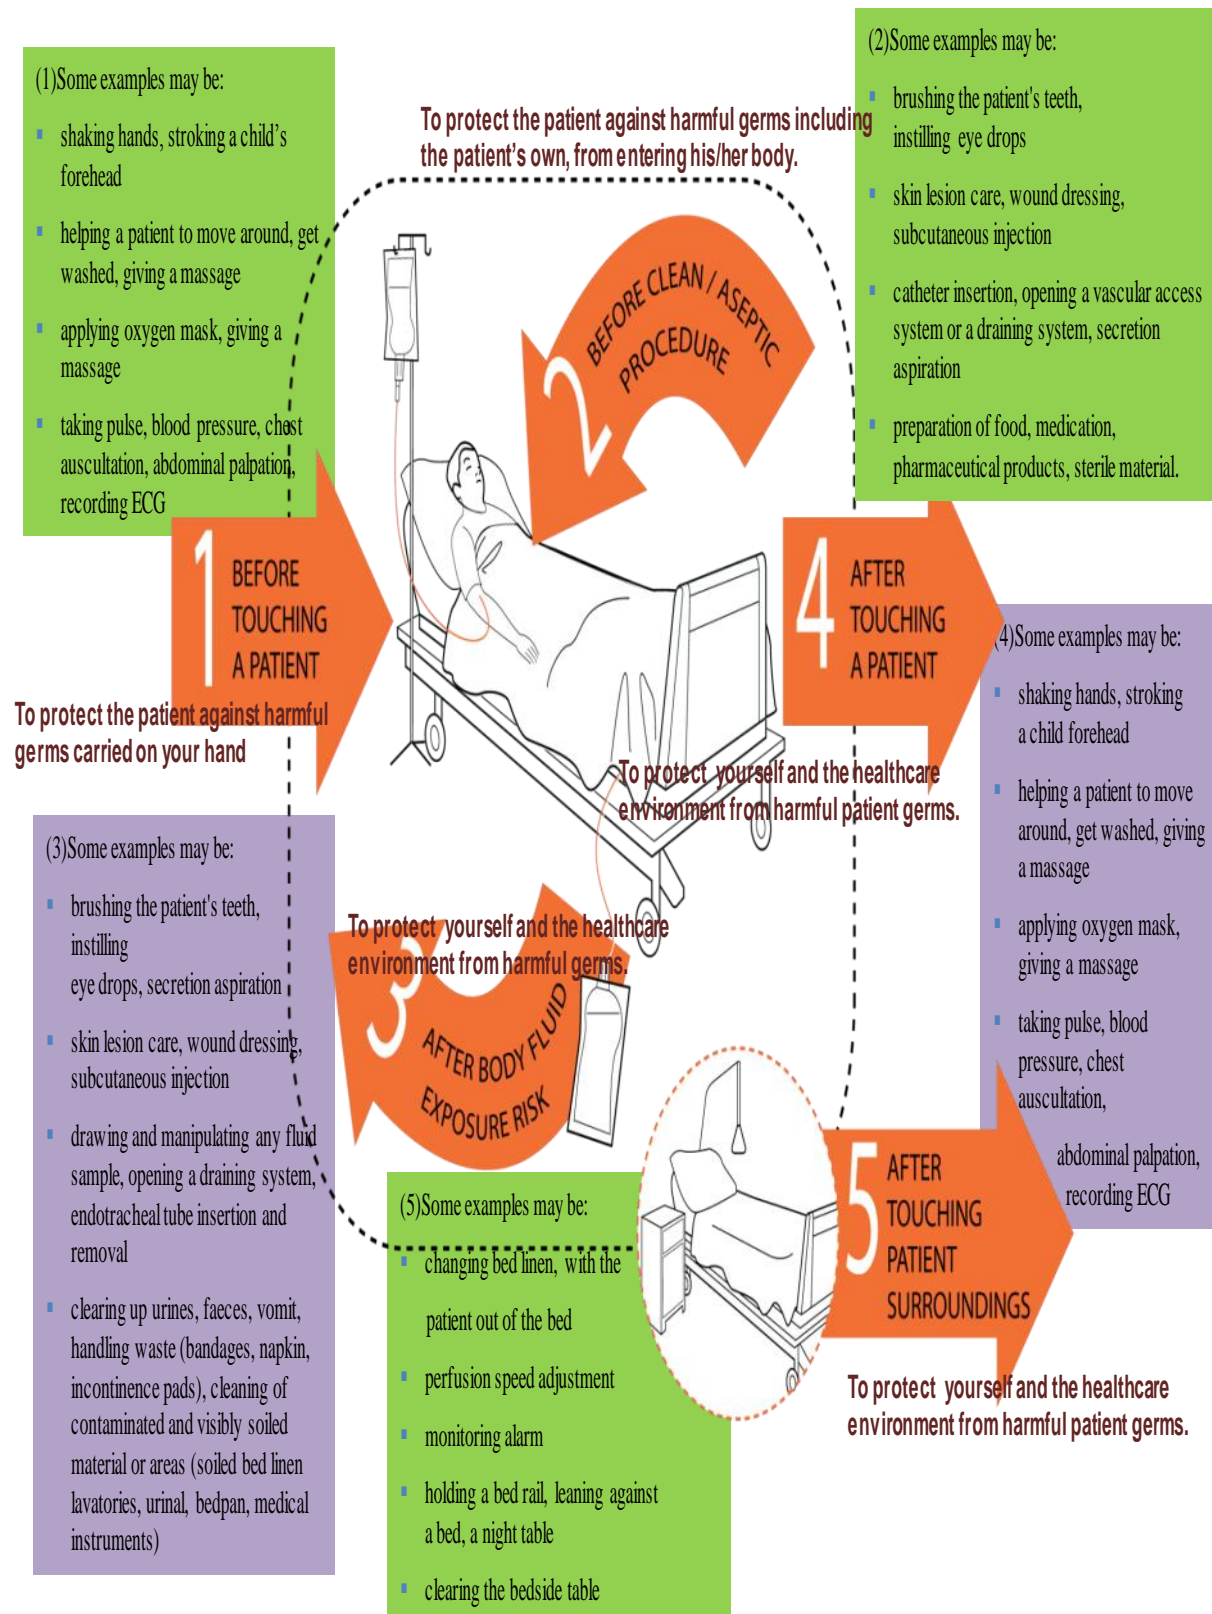 (1)Some examples may be:
▪ shaking hands, stroking a child’s
forehead
▪ helping a patient to move around, get
washed, giving a massage
▪ applying oxygen mask, giving a
massage
▪ taking pulse, blood pressure, chest
auscultation, abdominal palpation,
recording ECG
To protect the patient against harmful germs including
the patient’s own, from entering his/her body.
(2)Some examples may be:
▪ brushing the patient's teeth,
instilling eye drops
▪ skin lesion care, wound dressing,
subcutaneous injection
▪ catheter insertion, opening a vascular access
system or a draining system, secretion
aspiration
▪ preparation of food, medication,
pharmaceutical products, sterile material.
2
BEFORE CLEAN / ASEPTIC
PROCEDURE
1
BEFORE
TOUCHING
A PATIENT
To protect the patient against harmful
germs carried on your hand
4
AFTER
TOUCHING
A PATIENT
To protect yourself and the healthcare
environment from harmful patient germs.
(4)Some examples may be:
▪ shaking hands, stroking
a child forehead
▪ helping a patient to move
around, get washed, giving
a massage
▪ applying oxygen mask,
giving a massage
▪ taking pulse, blood
pressure, chest
auscultation,
abdominal palpation,
recording ECG
(3)Some examples may be:
▪ brushing the patient's teeth,
instilling
eye drops, secretion aspiration
▪ skin lesion care, wound dressing,
subcutaneous injection
▪ drawing and manipulating any fluid
sample, opening a draining system,
endotracheal tube insertion and
removal
▪ clearing up urines, faeces, vomit,
handling waste (bandages, napkin,
incontinence pads), cleaning of
contaminated and visibly soiled
material or areas (soiled bed linen
lavatories, urinal, bedpan, medical
instruments)
To protect yourself and the healthcare
environment from harmful germs.
3
AFTER BODY FLUID
EXPOSURE RISK
(5)Some examples may be:
▪ changing bed linen, with the
patient out of the bed
▪ perfusion speed adjustment
▪ monitoring alarm
▪ holding a bed rail, leaning against
a bed, a night table
▪ clearing the bedside table
5
AFTER
TOUCHING
PATIENT
SURROUNDINGS
To protect yourself and the healthcare
environment from harmful patient germs.